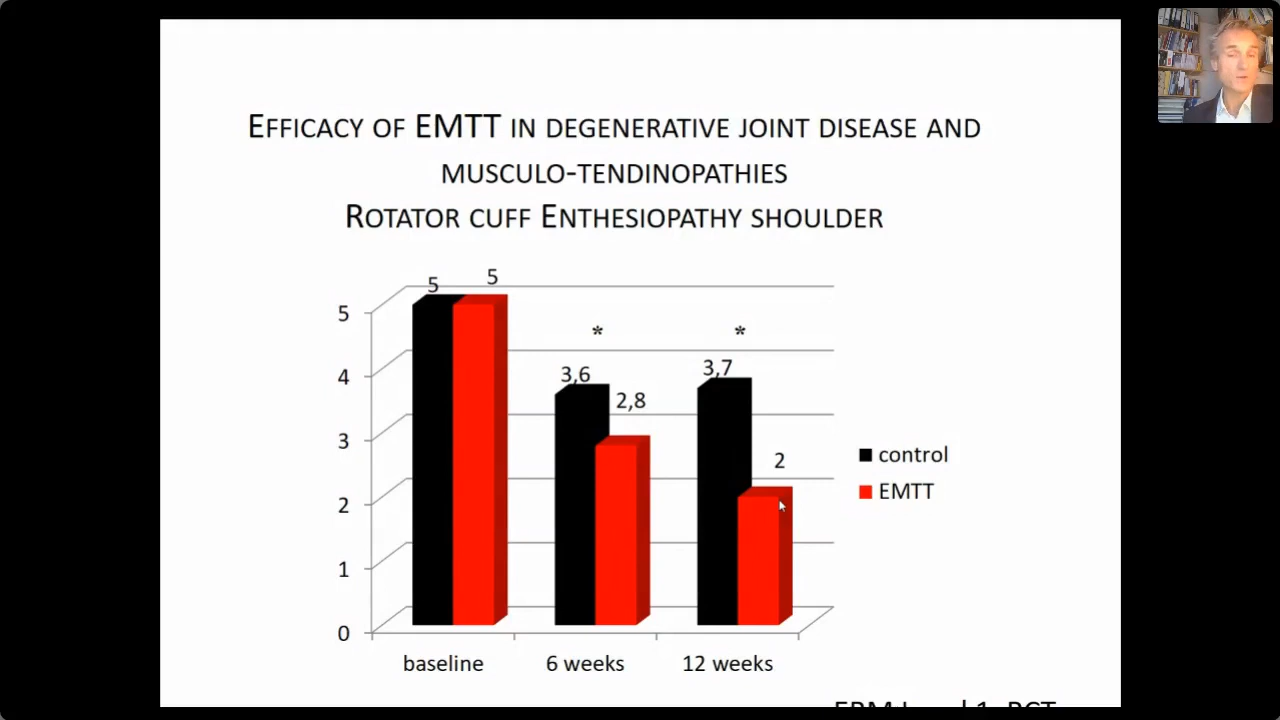 EFFICACY OF EMTT IN DEGENERATIVE JOINT DISEASE AND
MUSCULO-TENDINOPATHIES
ROTATOR CUFF ENTHESIOPATHY SHOULDER
5
5
5
*
*
4
3,6
3,7
2,8
3
2
control
2
EMTT
1
0
baseline
6 weeks
12 weeks